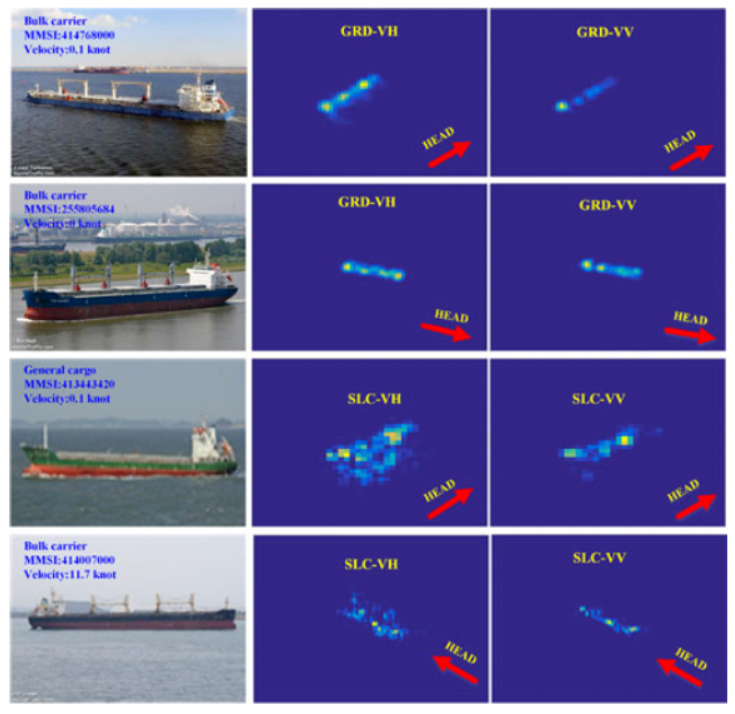 Bulk carrier
MMSI:414768000
Velocity:0.1 knot
GRD-VH
HEAD
GRD-VV
HEAD
Bulk carrier
MMSI:255805684
Velocity:0 knot
GRD-VH
HEAD
GRD-VV
HEAD
General cargo
MMSI:413443420
Velocity:0.1 knot
SLC-VH
HEAD
SLC-VV
HEAD
Bulk carrier
MMSI:414007000
Velocity:11.7 knot
SLC-VH
HEAD
SLC-VV
HEAD